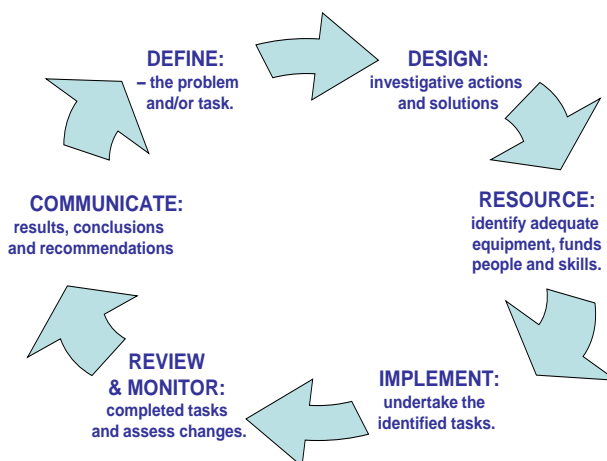 DEFINE:
– the problem
and/or task.
DESIGN:
investigative actions
and solutions
RESOURCE:
identify adequate
equipment, funds
people and skills.
IMPLEMENT:
undertake the
identified tasks.
REVIEW
& MONITOR:
completed tasks
and assess changes.
COMMUNICATE:
results, conclusions
and recommendations